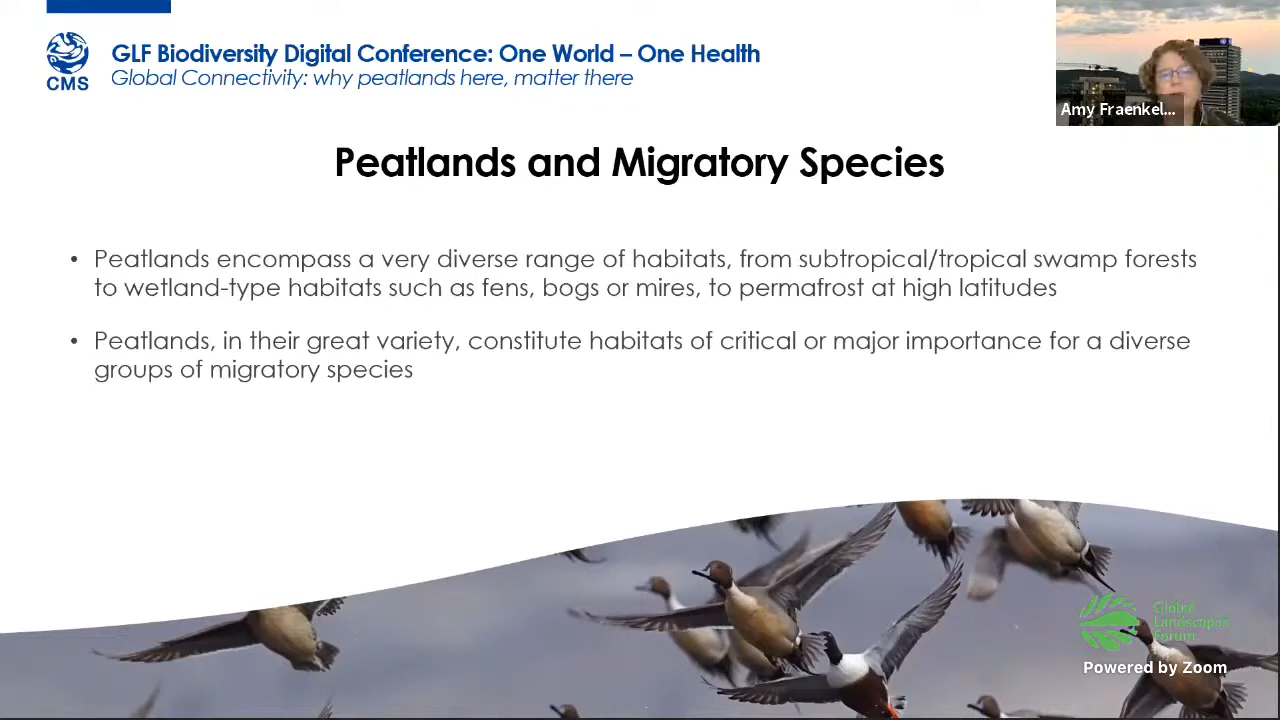 GLF Biodiversity Digital Conference: One World – One Health
Global Connectivity: why peatlands here, matter there
CMS
Amy Fraenkel...
Peatlands and Migratory Species
• Peatlands encompass a very diverse range of habitats, from subtropical/tropical swamp forests
to wetland-type habitats such as fens, bogs or mires, to permafrost at high latitudes
• Peatlands, in their great variety, constitute habitats of critical or major importance for a diverse
groups of migratory species
Global
Landscapes
Forum
Powered by Zoom